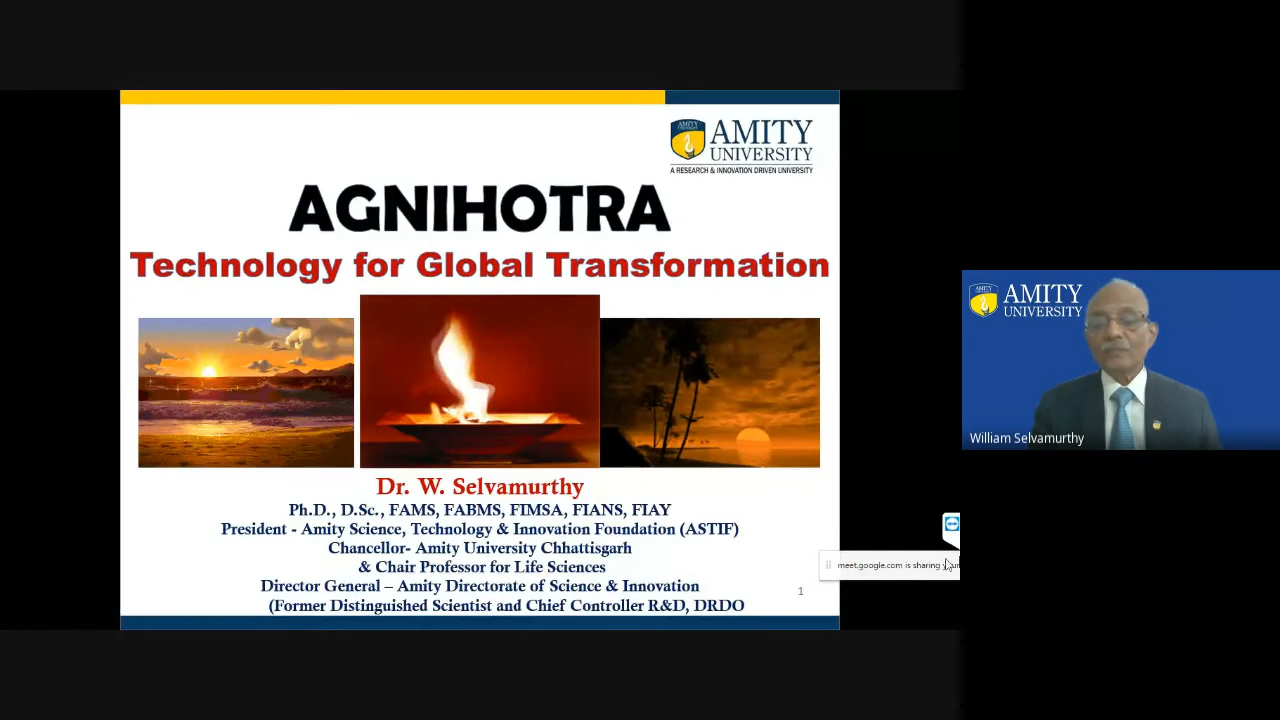 AMITY
UNIVERSITY
A RESEARCH & INNOVATION DRIVEN UNIVERSITY
AGNIHOTRA
Technology for Global Transformation
Dr. W. Selvamurthy
Ph.D., D.Sc., FAMS, FABMS, FIMSA, FIANS, FIAY
President - Amity Science, Technology & Innovation Foundation (ASTIF)
Chancellor- Amity University Chhattisgarh
& Chair Professor for Life Sciences
Director General – Amity Directorate of Science & Innovation
(Former Distinguished Scientist and Chief Controller R&D, DRDO
1
meet.google.com is sharing
AMITY
UNIVERSITY
William Selvamurthy